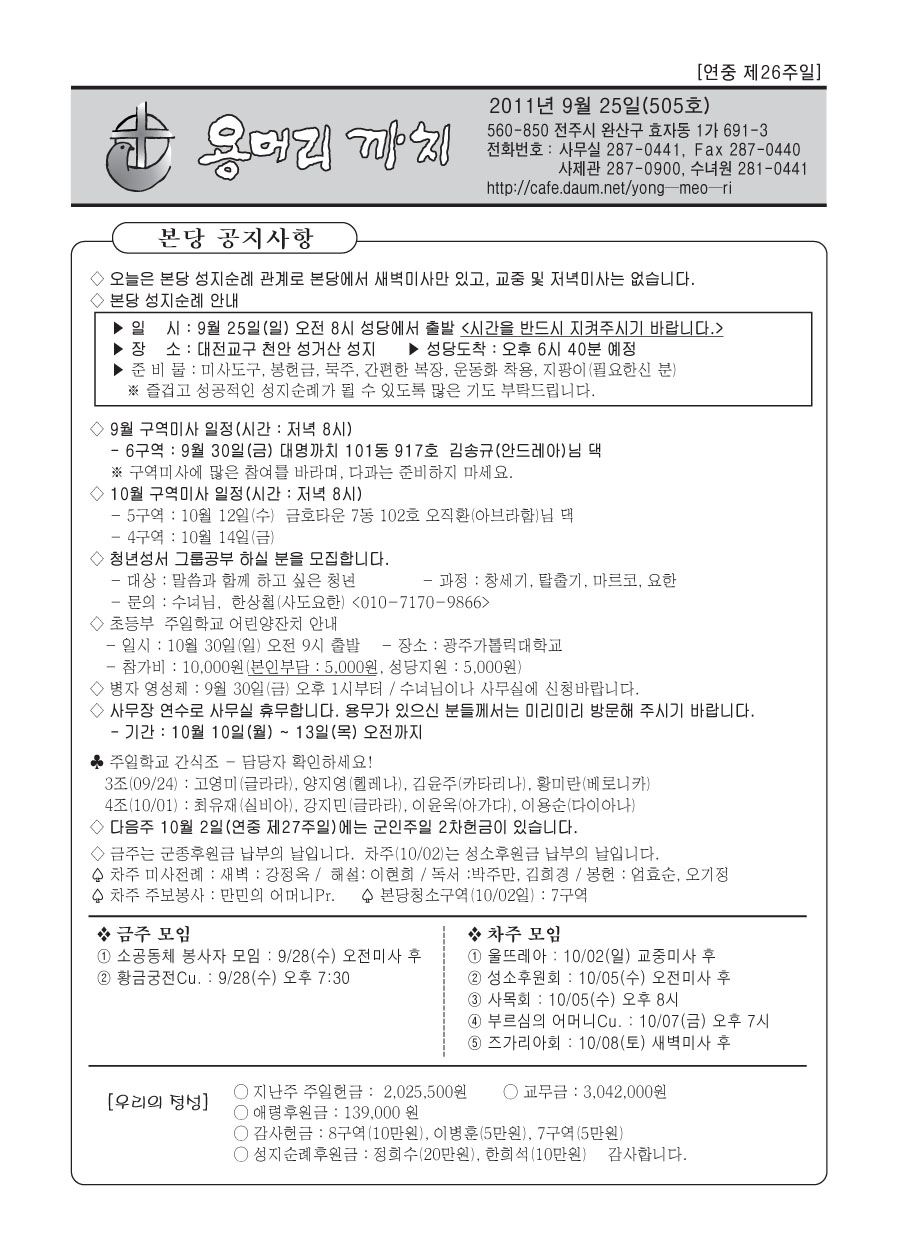 [연중 제26주일]
용머리 까치
2011년 9월 25일(505호)
560-850 전주시 완산구 효자동 1가 691-3
전화번호 : 사무실 287-0441, Fax 287-0440
사제관 287-0900, 수녀원 281-0441
http://cafe.daum.net/yong─meo─ri
본당 공지사항
◇ 오늘은 본당 성지순례 관계로 본당에서 새벽미사만 있고, 교중 및 저녁미사는 없습니다.
◇ 본당 성지순례 안내
▶ 일 시 : 9월 25일(일) 오전 8시 성당에서 출발 <시간을 반드시 지켜주시기 바랍니다.>
▶ 장 소 : 대전교구 천안 성거산 성지 ▶ 성당도착 : 오후 6시 40분 예정
▶ 준 비 물 : 미사도구, 봉헌금, 묵주, 간편한 복장, 운동화 착용, 지팡이(필요한신 분)
※ 즐겁고 성공적인 성지순례가 될 수 있도록 많은 기도 부탁드립니다.
◇ 9월 구역미사 일정(시간 : 저녁 8시)
- 6구역 : 9월 30일(금) 대명까치 101동 917호 김송규(안드레아)님 댁
※ 구역미사에 많은 참여를 바라며, 다과는 준비하지 마세요.
◇ 10월 구역미사 일정(시간 : 저녁 8시)
- 5구역 : 10월 12일(수) 금호타운 7동 102호 오직환(아브라함)님 댁
- 4구역 : 10월 14일(금)
◇ 청년성서 그룹공부 하실 분을 모집합니다.
- 대상 : 말씀과 함께 하고 싶은 청년 - 과정 : 창세기, 탈출기, 마르코, 요한
- 문의 : 수녀님, 한상철(사도요한) <010-7170-9866>
◇ 초등부 주일학교 어린양잔치 안내
- 일시 : 10월 30일(일) 오전 9시 출발 - 장소 : 광주가톨릭대학교
- 참가비 : 10,000원(본인부담 : 5,000원, 성당지원 : 5,000원)
◇ 병자 영성체 : 9월 30일(금) 오후 1시부터 / 수녀님이나 사무실에 신청바랍니다.
◇ 사무장 연수로 사무실 휴무합니다. 용무가 있으신 분들께서는 미리미리 방문해 주시기 바랍니다.
- 기간 : 10월 10일(월) ~ 13일(목) 오전까지
♣ 주일학교 간식조 - 담당자 확인하세요!
3조(09/24) : 고영미(글라라), 양지영(헬레나), 김윤주(카타리나), 황미란(베로니카)
4조(10/01) : 최유재(실비아), 강지민(글라라), 이윤옥(아가다), 이용순(다이아나)
◇ 다음주 10월 2일(연중 제27주일)에는 군인주일 2차헌금이 있습니다.
◇ 금주는 군종후원금 납부의 날입니다. 차주(10/02)는 성소후원금 납부의 날입니다.
♤ 차주 미사전례 : 새벽 : 강정옥 / 해설: 이현희 / 독서 :박주만, 김희경 / 봉헌 : 엄효순, 오기정
♤ 차주 주보봉사 : 만민의 어머니Pr. ♤ 본당청소구역(10/02일) : 7구역
❖ 금주 모임
① 소공동체 봉사자 모임 : 9/28(수) 오전미사 후
② 황금궁전Cu. : 9/28(수) 오후 7:30
❖ 차주 모임
① 울뜨레아 : 10/02(일) 교중미사 후
② 성소후원회 : 10/05(수) 오전미사 후
③ 사목회 : 10/05(수) 오후 8시
④ 부르심의 어머니Cu. : 10/07(금) 오후 7시
⑤ 즈가리아회 : 10/08(토) 새벽미사 후
[우리의 정성]
○ 지난주 주일헌금 : 2,025,500원 ○ 교무금 : 3,042,000원
○ 애령후원금 : 139,000 원
○ 감사헌금 : 8구역(10만원), 이병훈(5만원), 7구역(5만원)
○ 성지순례후원금 : 정희수(20만원), 한희석(10만원) 감사합니다.